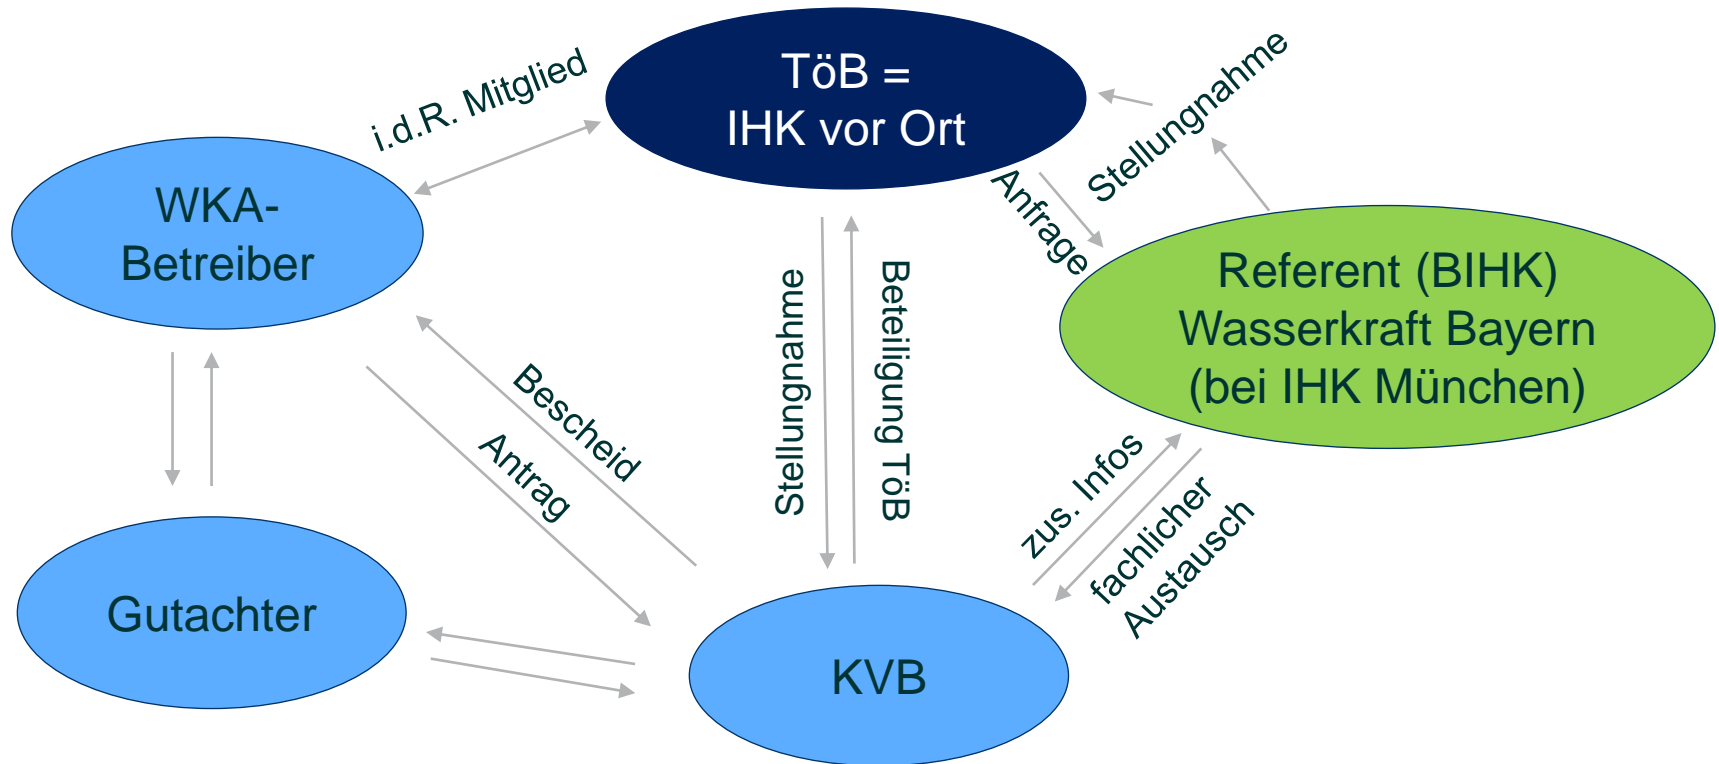 TöB =
IHK vor Ort
i.d.R. Mitglied
Stellungnahme
Anfrage
WKA-
Betreiber
Referent (BIHK)
Wasserkraft Bayern
(bei IHK München)
Stellungnahme
Beteiligung TöB
Bescheid
Antrag
zus. Infos
fachlicher
Austausch
Gutachter
KVB